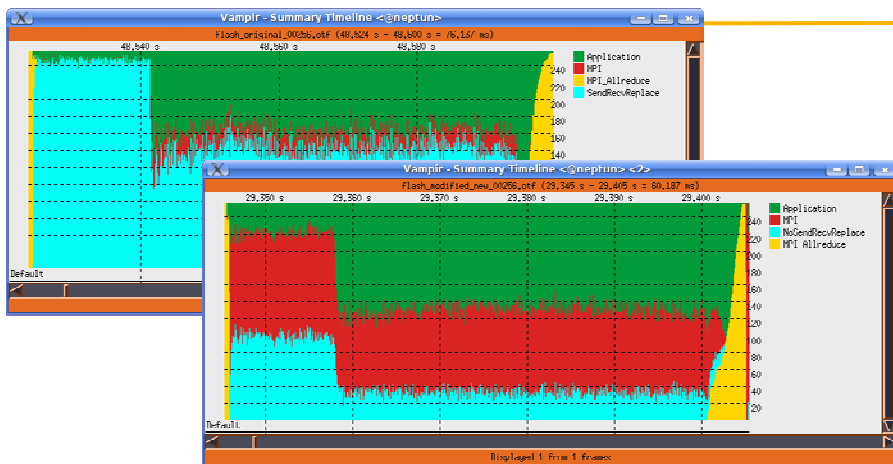 Vampir - Summary Timeline <@neptun>
flash_original_00256.otf (48.524 s - 48.600 s = 76.137 ms)
48.540 s 48.560 s 48.580 s
Application
MPI
MPI_Allreduce
SendRecvReplace
240
220
200
180
160
140
Default
Vampir - Summary Timeline <@neptun> <2>
flash_modified_new_00256.otf (29.345 s - 29.405 s = 60.187 ms)
29.350 s 29.360 s 29.370 s 29.380 s 29.390 s 29.400 s
Application
MPI
NoSendRecvReplace
MPI Allreduce
240
220
200
180
160
140
120
100
80
60
40
20
Default
Displayed 1 from 1 frames